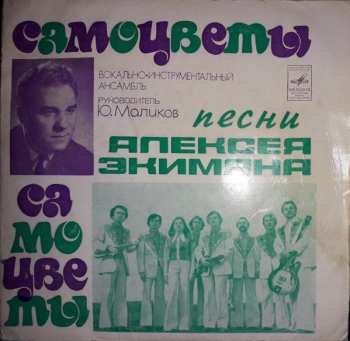 САМОЦВЕТЫ
ВОКАЛЬНО-ИНСТРУМЕНТАЛЬНЫЙ
АНСАМБЛЬ
РУКОВОДИТЕЛЬ
Ю. Маликов
песни
АЛЕКСЕЯ
ЭКИМЯНА
СА
МО
ЦВЕ
ТЫ